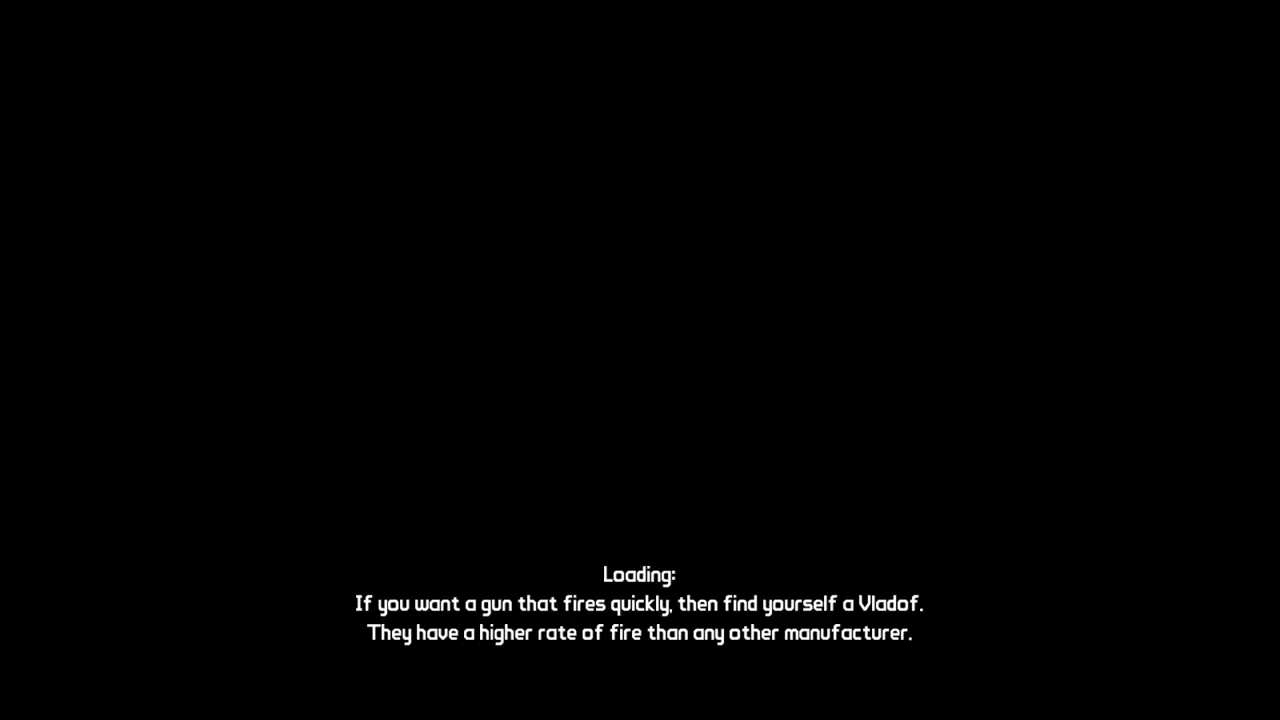 Loading:
If you want a gun that fires quickly, then find yourself a Vladof.
They have a higher rate of fire than any other manufacturer.